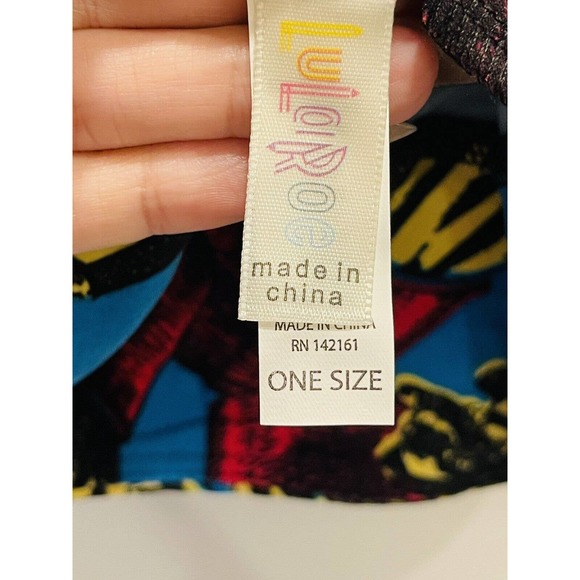 LuLaRoe
made in
china
MADE IN CHINA
RN 142161
ONE SIZE